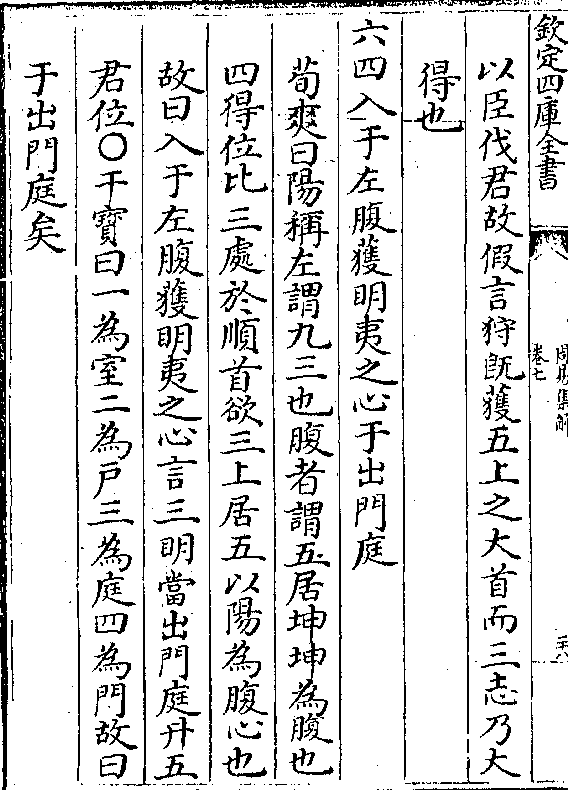 欽定四庫全書
周易集解
卷七
以臣伐君故假言狩既獲五上之大首而三志乃大
得也
六四入于左腹獲明夷之心于出門庭
荀爽曰陽稱左謂九三也腹者謂五居坤坤為腹也
四得位比三處於順首欲三上居五以陽為腹心也
故曰入于左腹獲明夷之心言三明當出門庭升五
君位〇干寶曰一為室二為戶三為庭四為門故曰
于出門庭矣